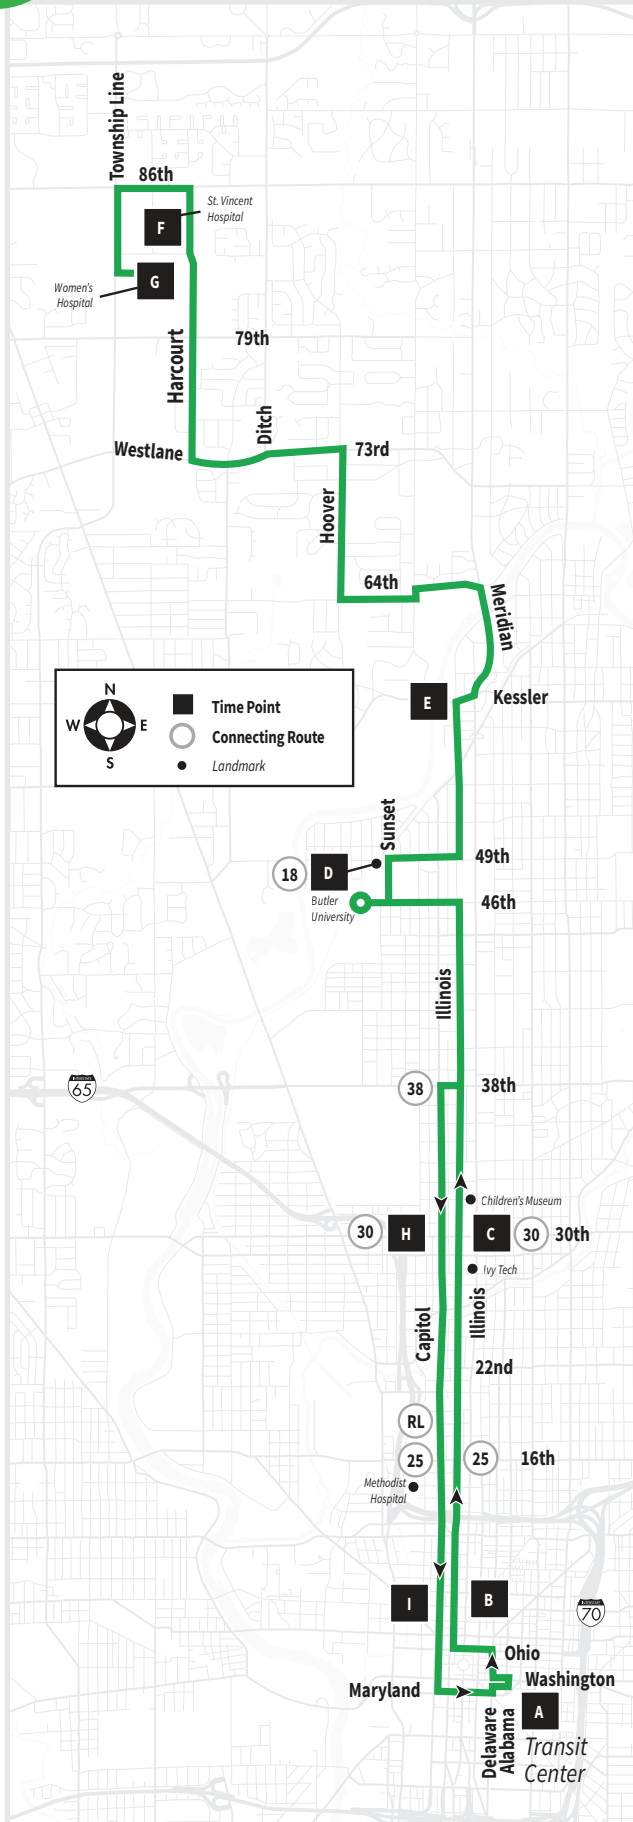 Township Line
86th
St. Vincent
Hospital
F
G
Women's
Hospital
Harcourt
79th
Ditch
Westlane
73rd
Hoover
64th
Meridian
N
W
E
S
Time Point
Connecting Route
Landmark
E
Kessler
Sunset
49th
18
D
Butler
University
46th
Illinois
INTERSTATE
65
38
38th
Children's Museum
30
H
C
30
30th
Ivy Tech
Illinois
Capitol
22nd
RL
25
25
16th
Methodist
Hospital
I
B
INTERSTATE
70
Ohio
Washington
Maryland
A
Delaware
Alabama
Transit
Center